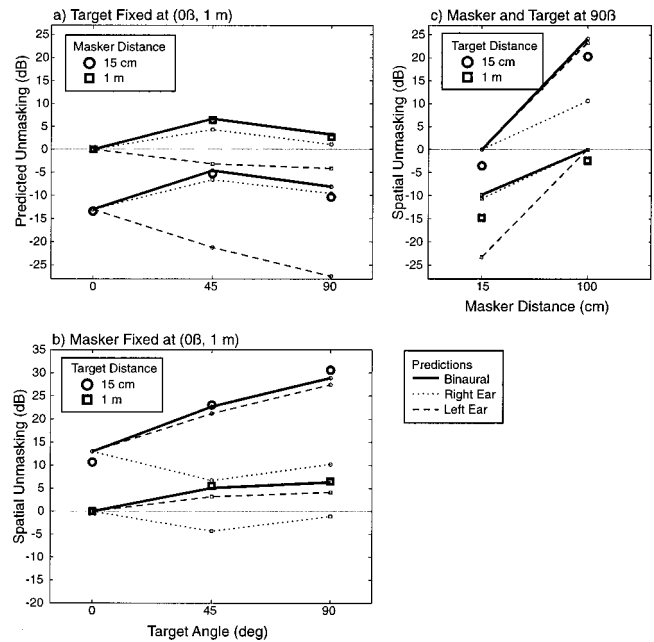 a) Target Fixed at (0ß, 1 m)
Predicted Unmasking (dB)
25
20
15
10
5
0
-5
-10
-15
-20
-25
Masker Distance
15 cm
1 m
0
45
90
c) Masker and Target at 90ß
Spatial Unmasking (dB)
25
20
15
10
5
0
-5
-10
-15
-20
-25
Target Distance
15 cm
1 m
15
100
Masker Distance (cm)
b) Masker Fixed at (0ß, 1 m)
Spatial Unmasking (dB)
35
30
25
20
15
10
5
0
-5
-10
-15
-20
Target Distance
15 cm
1 m
0
45
90
Target Angle (deg)
Predictions
Binaural
Right Ear
Left Ear